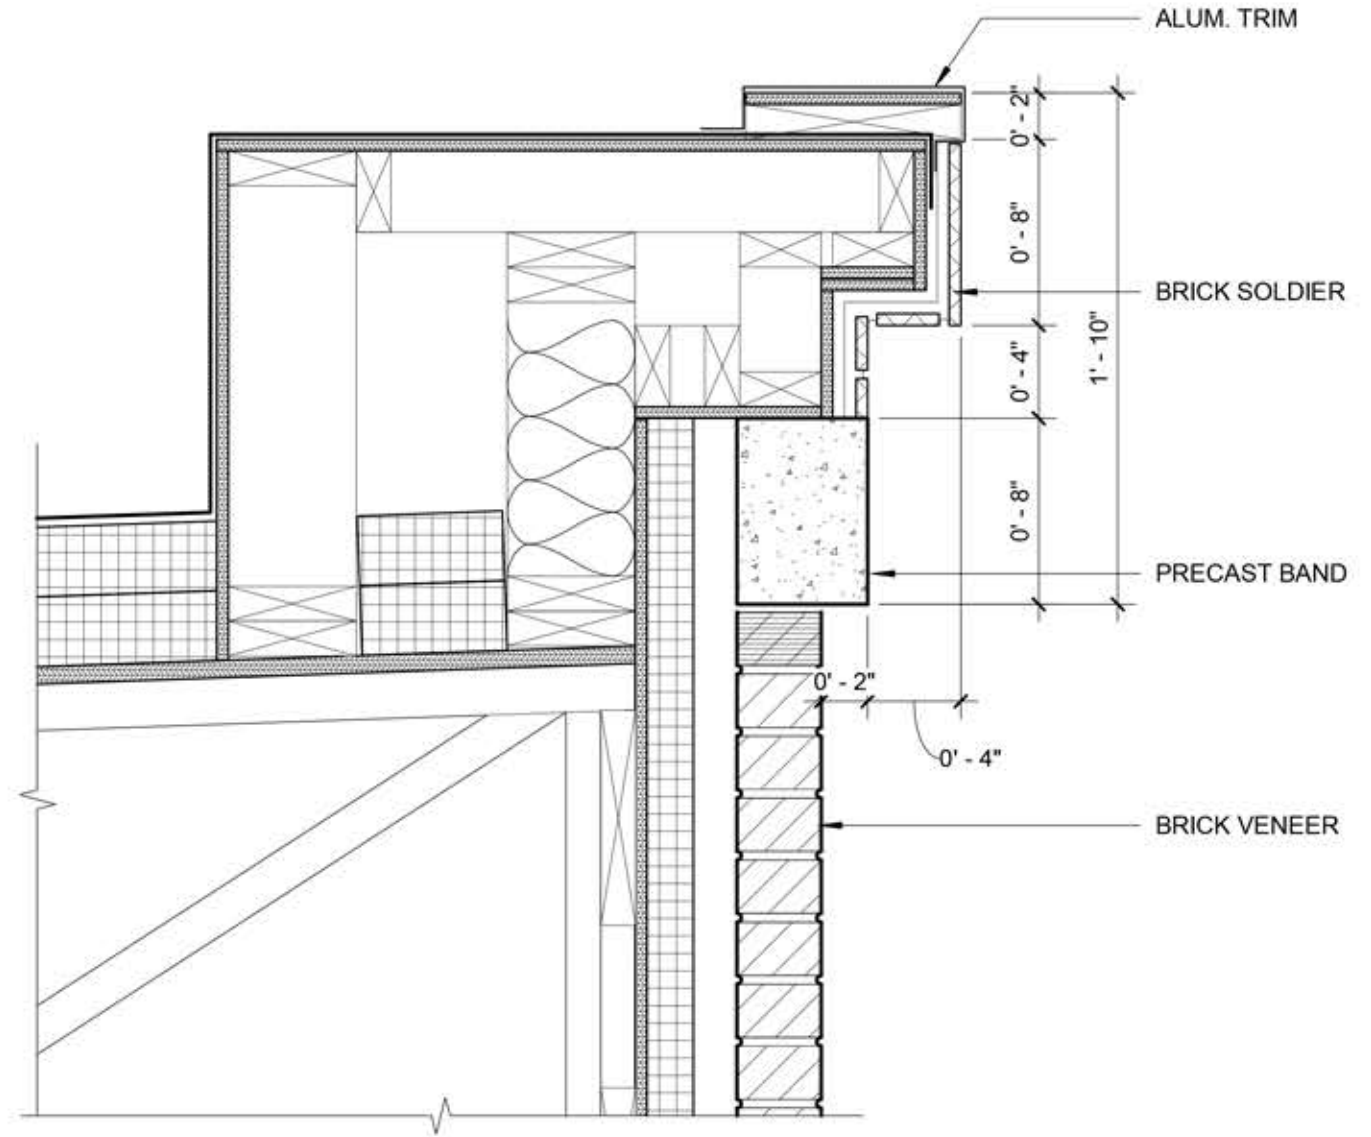 ALUM. TRIM
0' - 2"
0' - 8"
BRICK SOLDIER
1' - 10"
0' - 4"
0' - 8"
PRECAST BAND
0' - 2"
0' - 4"
BRICK VENEER